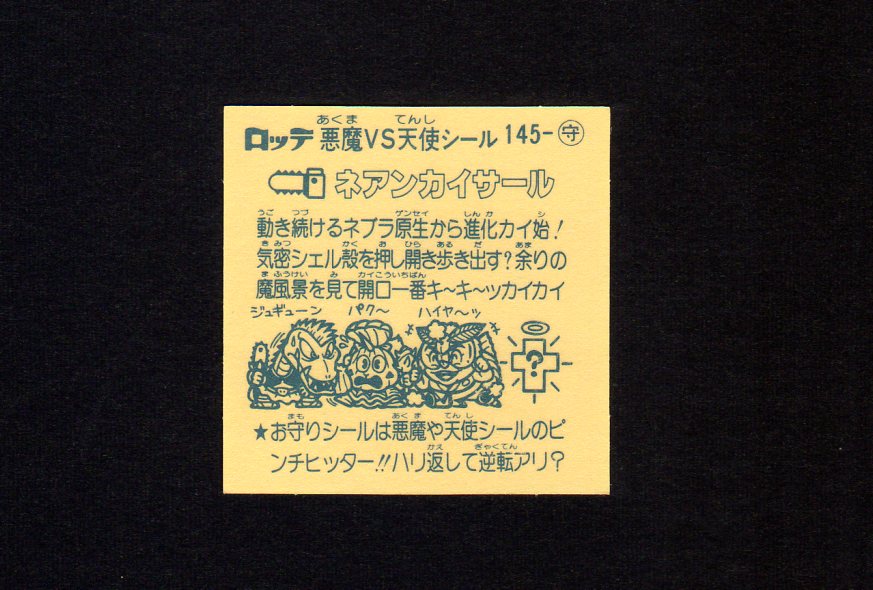 ロッテ 悪魔VS天使シール 145-守
あくま てんし
ネアンカイサール
うご つづ ゲンセイ しんか シ
動き続けるネブラ原生から進化カイ始!
きみつ かく お ひら ある だ あま
気密シェル殻を押し開き歩き出す?余りの
まふうけい み カイこういちばん
魔風景を見て開口一番キ〜キ〜ッカイカイ
ジュギューン パク〜 ハイヤ〜ッ
?
まも あくま てんし
★お守りシールは悪魔や天使シールのピ
かえ ぎゃくてん
ンチヒッター!!ハリ返して逆転アリ?